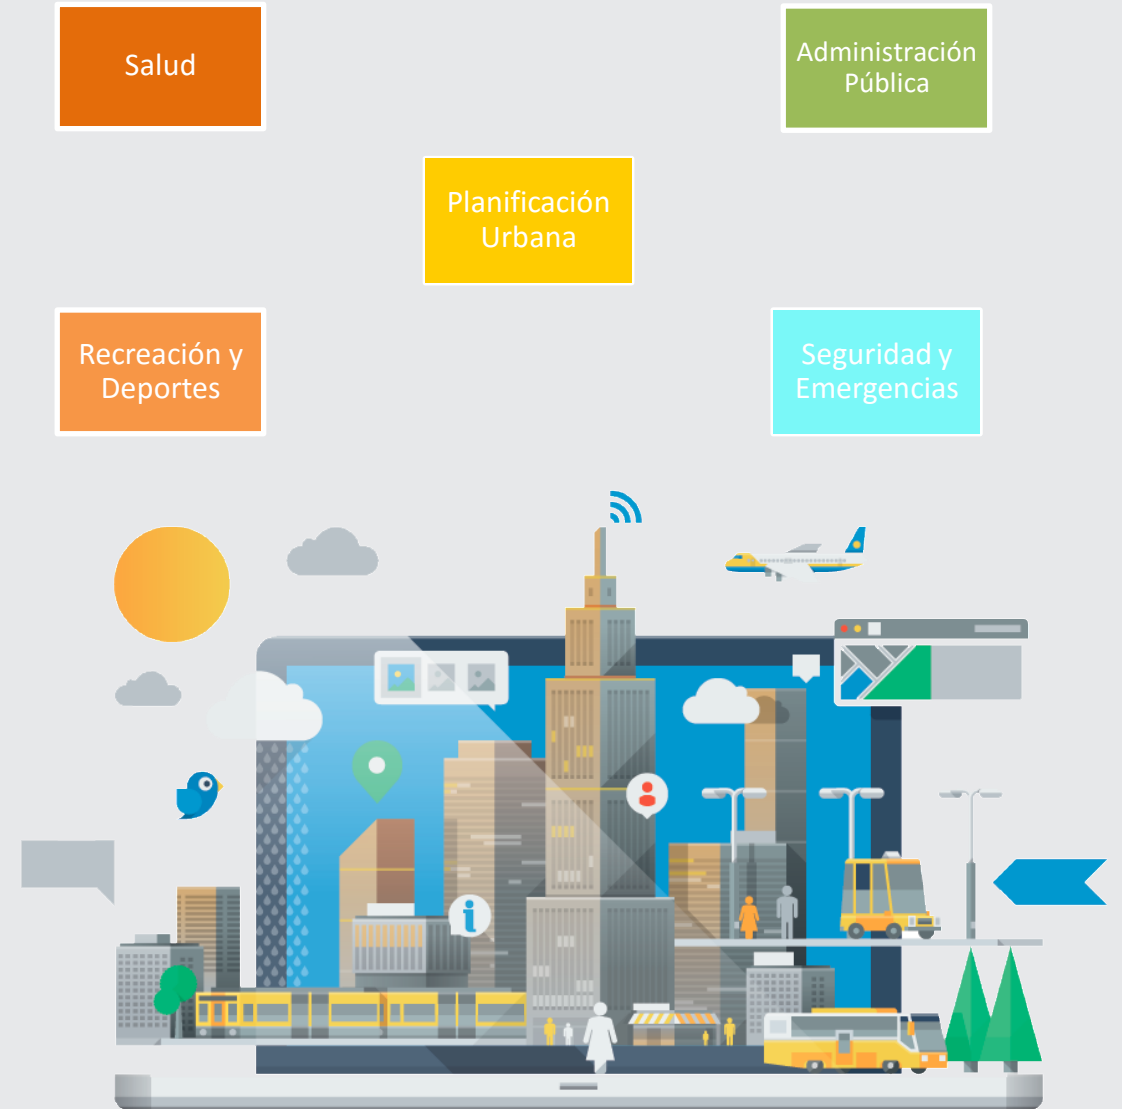 Salud
Administración
Pública
Planificación
Urbana
Recreación y
Deportes
Seguridad y
Emergencias
i